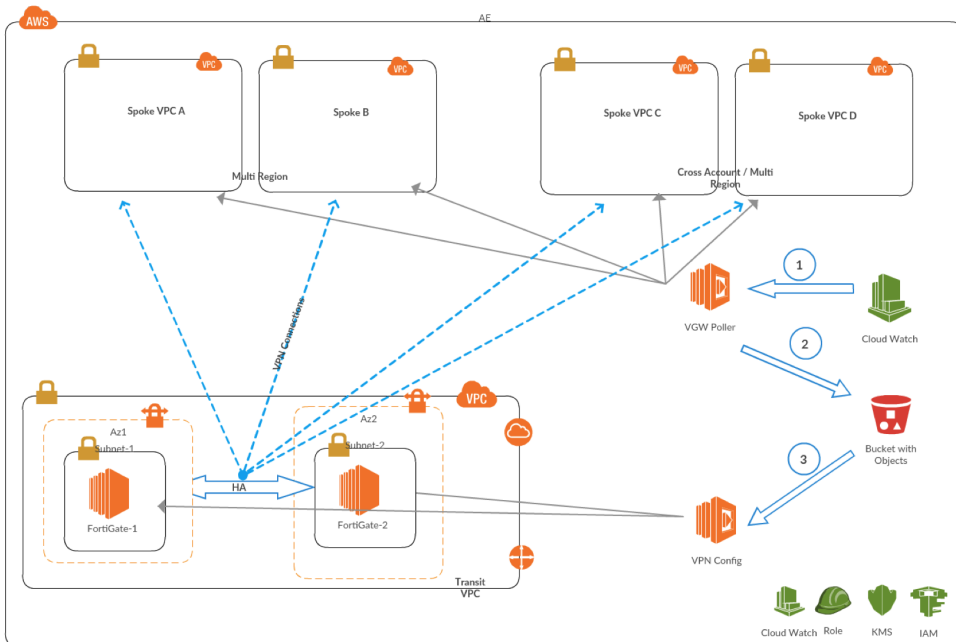 AE
AWS
VPC
VPC
VPC
VPC
Spoke VPC A
Spoke B
Spoke VPC C
Spoke VPC D
Multi Region
Cross Account / Multi
Region
1
VGW Poller
Cloud Watch
2
VPN Connections
VPC
Az1
Subnet-1
Az2
Subnet-2
Bucket with
Objects
3
HA
FortiGate-1
FortiGate-2
VPN Config
Transit
VPC
Cloud Watch
Role
KMS
IAM